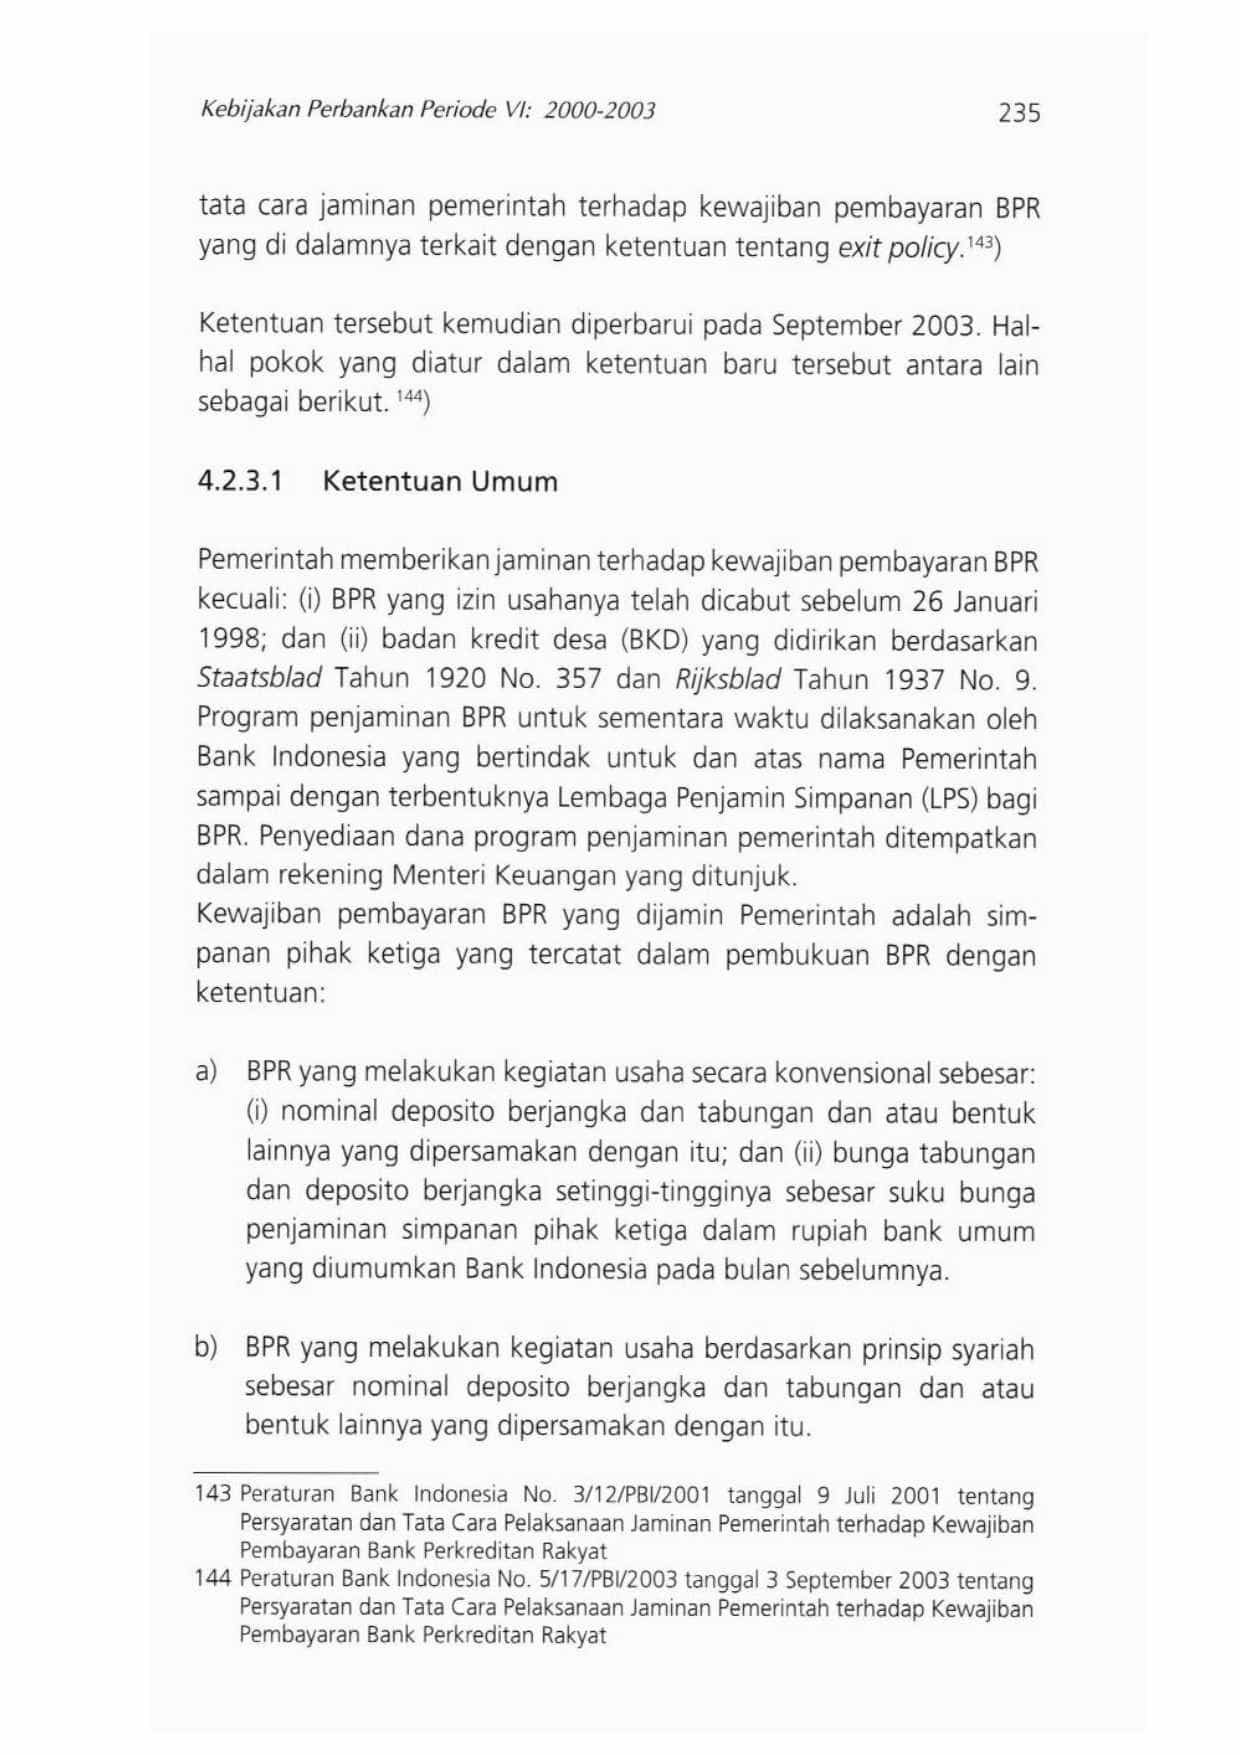 Kebijakan Perbankan Periode VI: 2000-2003 235
tata cara jaminan pemerintah terhadap kewajiban pembayaran BPR
yang di dalamnya terkait dengan ketentuan tentang exit policy.143)
Ketentuan tersebut kemudian diperbarui pada September 2003. Hal-
hal pokok yang diatur dalam ketentuan baru tersebut antara lain
sebagai berikut. 144)
4.2.3.1 Ketentuan Umum
Pemerintah memberikan jaminan terhadap kewajiban pembayaran BPR
kecuali: (i) BPR yang izin usahanya telah dicabut sebelum 26 Januari
1998; dan (ii) badan kredit desa (BKD) yang didirikan berdasarkan
Staatsblad Tahun 1920 No. 357 dan Rijksblad Tahun 1937 No. 9.
Program penjaminan BPR untuk sementara waktu dilaksanakan oleh
Bank Indonesia yang bertindak untuk dan atas nama Pemerintah
sampai dengan terbentuknya Lembaga Penjamin Simpanan (LPS) bagi
BPR. Penyediaan dana program penjaminan pemerintah ditempatkan
dalam rekening Menteri Keuangan yang ditunjuk.
Kewajiban pembayaran BPR yang dijamin Pemerintah adalah sim-
panan pihak ketiga yang tercatat dalam pembukuan BPR dengan
ketentuan:
a) BPR yang melakukan kegiatan usaha secara konvensional sebesar:
(i) nominal deposito berjangka dan tabungan dan atau bentuk
lainnya yang dipersamakan dengan itu; dan (ii) bunga tabungan
dan deposito berjangka setinggi-tingginya sebesar suku bunga
penjaminan simpanan pihak ketiga dalam rupiah bank umum
yang diumumkan Bank Indonesia pada bulan sebelumnya.
b) BPR yang melakukan kegiatan usaha berdasarkan prinsip syariah
sebesar nominal deposito berjangka dan tabungan dan atau
bentuk lainnya yang dipersamakan dengan itu.
143 Peraturan Bank Indonesia No. 3/12/PBI/2001 tanggal 9 Juli 2001 tentang
Persyaratan dan Tata Cara Pelaksanaan Jaminan Pemerintah terhadap Kewajiban
Pembayaran Bank Perkreditan Rakyat
144 Peraturan Bank Indonesia No. 5/17/PBI/2003 tanggal 3 September 2003 tentang
Persyaratan dan Tata Cara Pelaksanaan Jaminan Pemerintah terhadap Kewajiban
Pembayaran Bank Perkreditan Rakyat